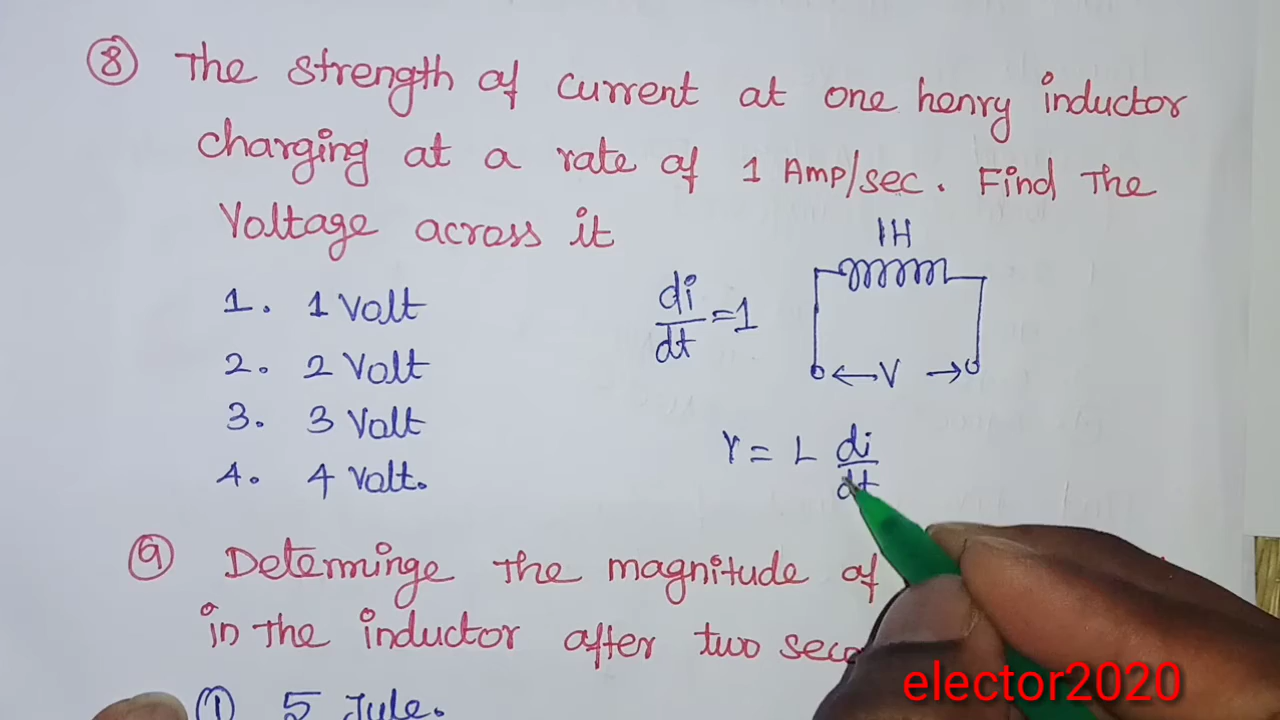 ⑧ The strength of current at one henry inductor
charging at a rate of 1 Amp/sec. Find The
Voltage across it
1. 1 Volt
2. 2 Volt
3. 3 Volt
4. 4 Volt.
di/dt = 1
1H
V
V = L di/dt
⑨ Determinge the magnitude of
in the inductor after two
① 5 Jule.
elector2020